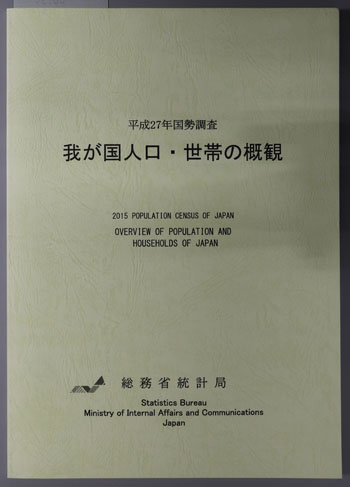 平成27年国勢調査
我が国人口・世帯の概観
2015 POPULATION CENSUS OF JAPAN
OVERVIEW OF POPULATION AND
HOUSEHOLDS OF JAPAN
総務省統計局
Statistics Bureau
Ministry of Internal Affairs and Communications
Japan